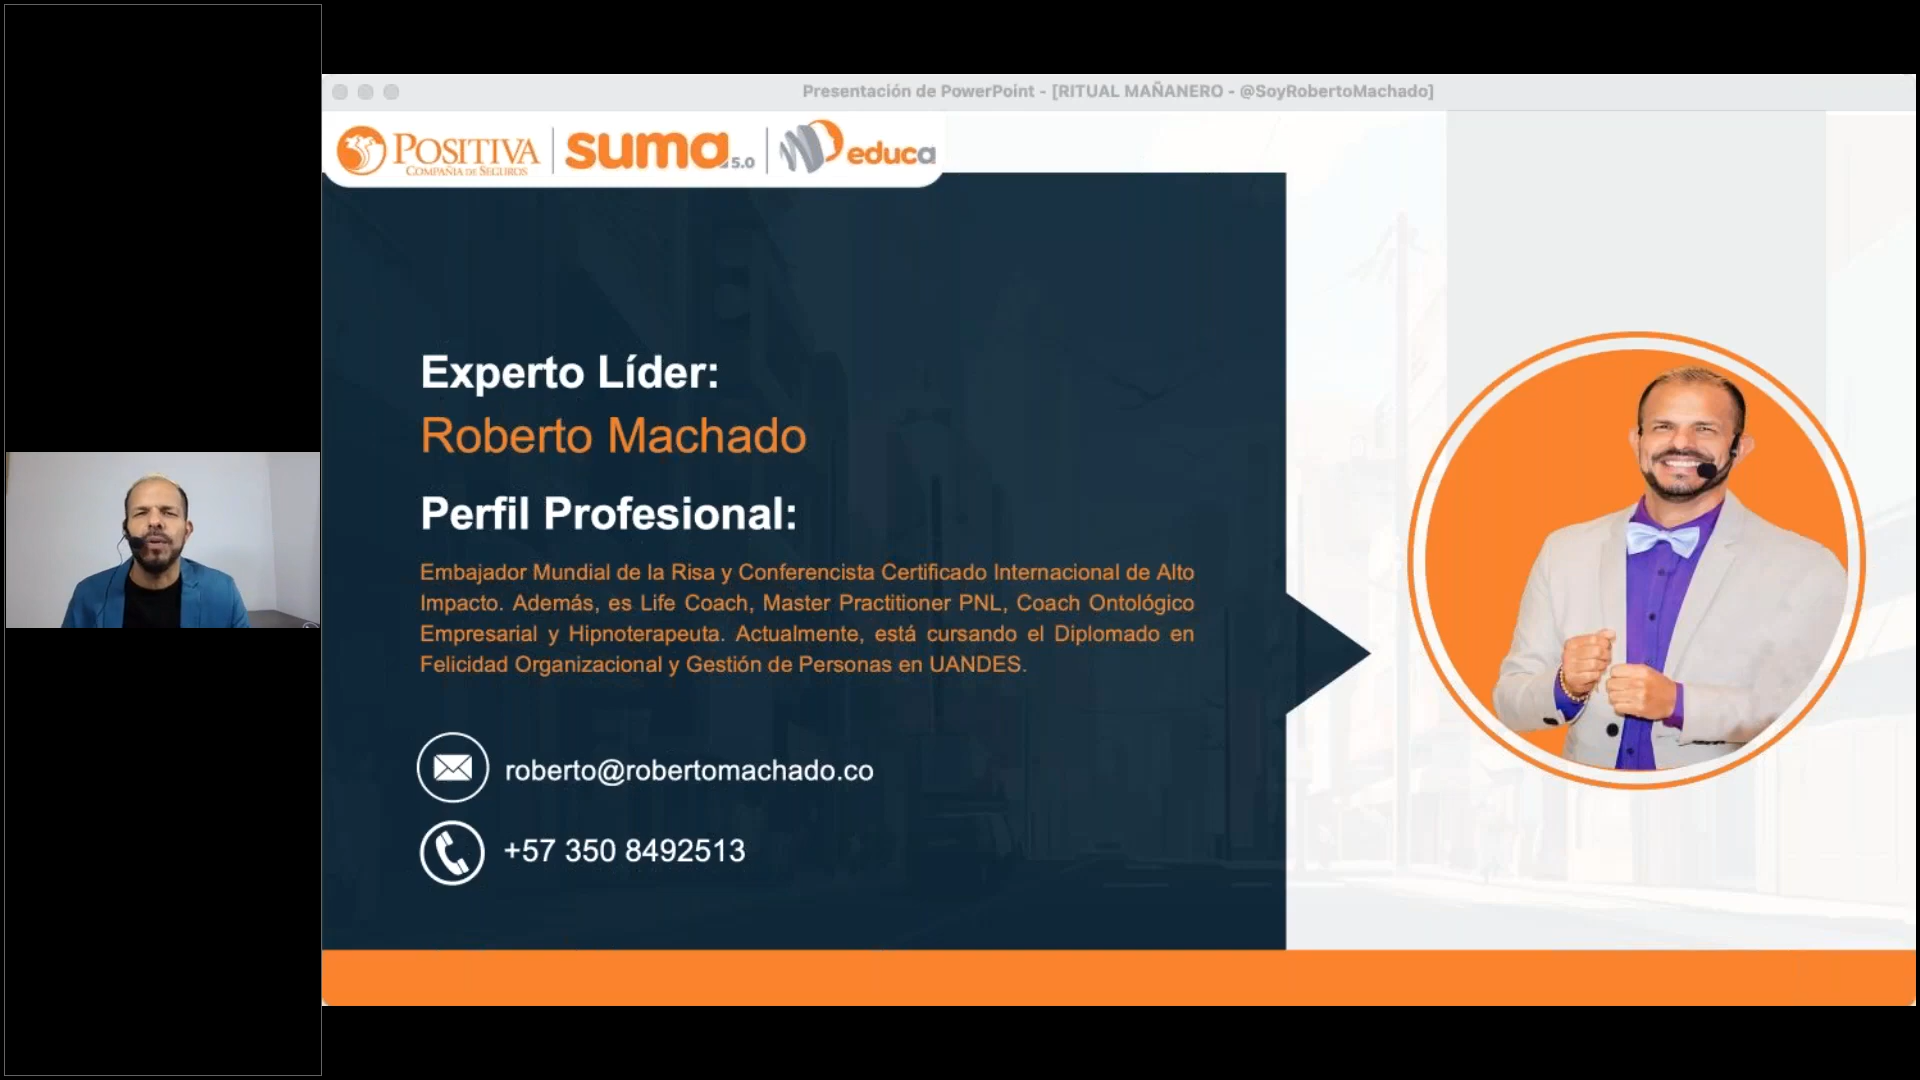 Presentación de PowerPoint - [RITUAL MAÑANERO - @SoyRobertoMachado]
POSITIVA
COMPAÑIA DE SEGUROS
suma 5.0
educa
Experto Líder:
Roberto Machado
Perfil Profesional:
Embajador Mundial de la Risa y Conferencista Certificado Internacional de Alto
Impacto. Además, es Life Coach, Master Practitioner PNL, Coach Ontológico
Empresarial y Hipnoterapeuta. Actualmente, está cursando el Diplomado en
Felicidad Organizacional y Gestión de Personas en UANDES.
roberto@robertomachado.co
+57 350 8492513